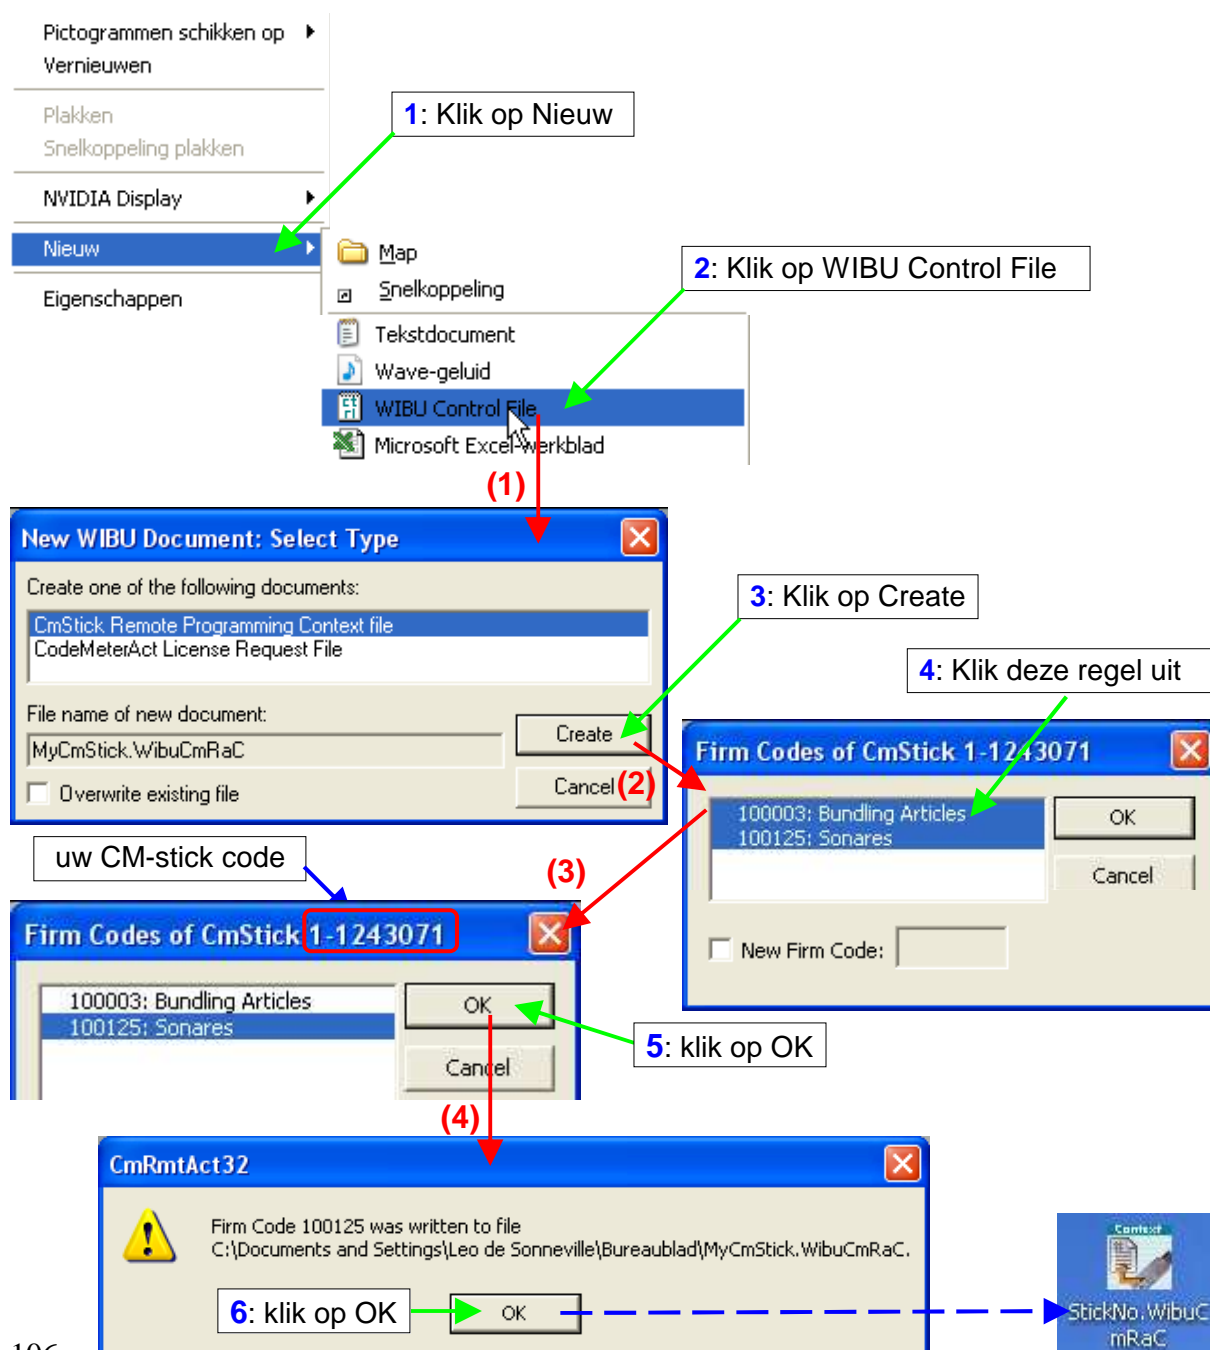 Pictogrammen schikken op
Vernieuwen
Plakken
Snelkoppeling plakken
NVIDIA Display
Nieuw
Eigenschappen
1: Klik op Nieuw
Map
Snelkoppeling
Tekstdocument
Wave-geluid
WIBU Control File
Microsoft Excel-werkblad
2: Klik op WIBU Control File
(1)
New WIBU Document: Select Type
Create one of the following documents:
CmStick Remote Programming Context file
CodeMeterAct License Request File
File name of new document:
MyCmStick.WibuCmRaC
Overwrite existing file
Create
Cancel
3: Klik op Create
(2)
4: Klik deze regel uit
Firm Codes of CmStick 1-1243071
100003: Bundling Articles
100125: Sonares
OK
Cancel
New Firm Code:
(3)
uw CM-stick code
Firm Codes of CmStick 1-1243071
100003: Bundling Articles
100125: Sonares
OK
Cancel
5: klik op OK
(4)
CmRmtAct32
Firm Code 100125 was written to file
C:\Documents and Settings\Leo de Sonneville\Bureaublad\MyCmStick.WibuCmRaC.
6: klik op OK
OK
Context
StickNo.WibuC
mRaC